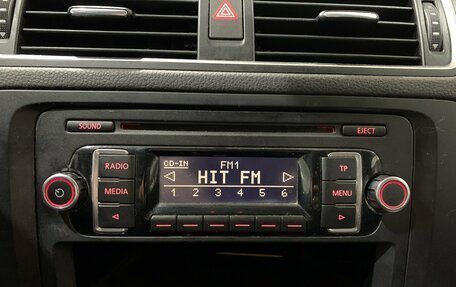 SOUND EJECT
RADIO CD-IN FM1 TP
MEDIA HIT FM MENU
1 2 3 4 5 6